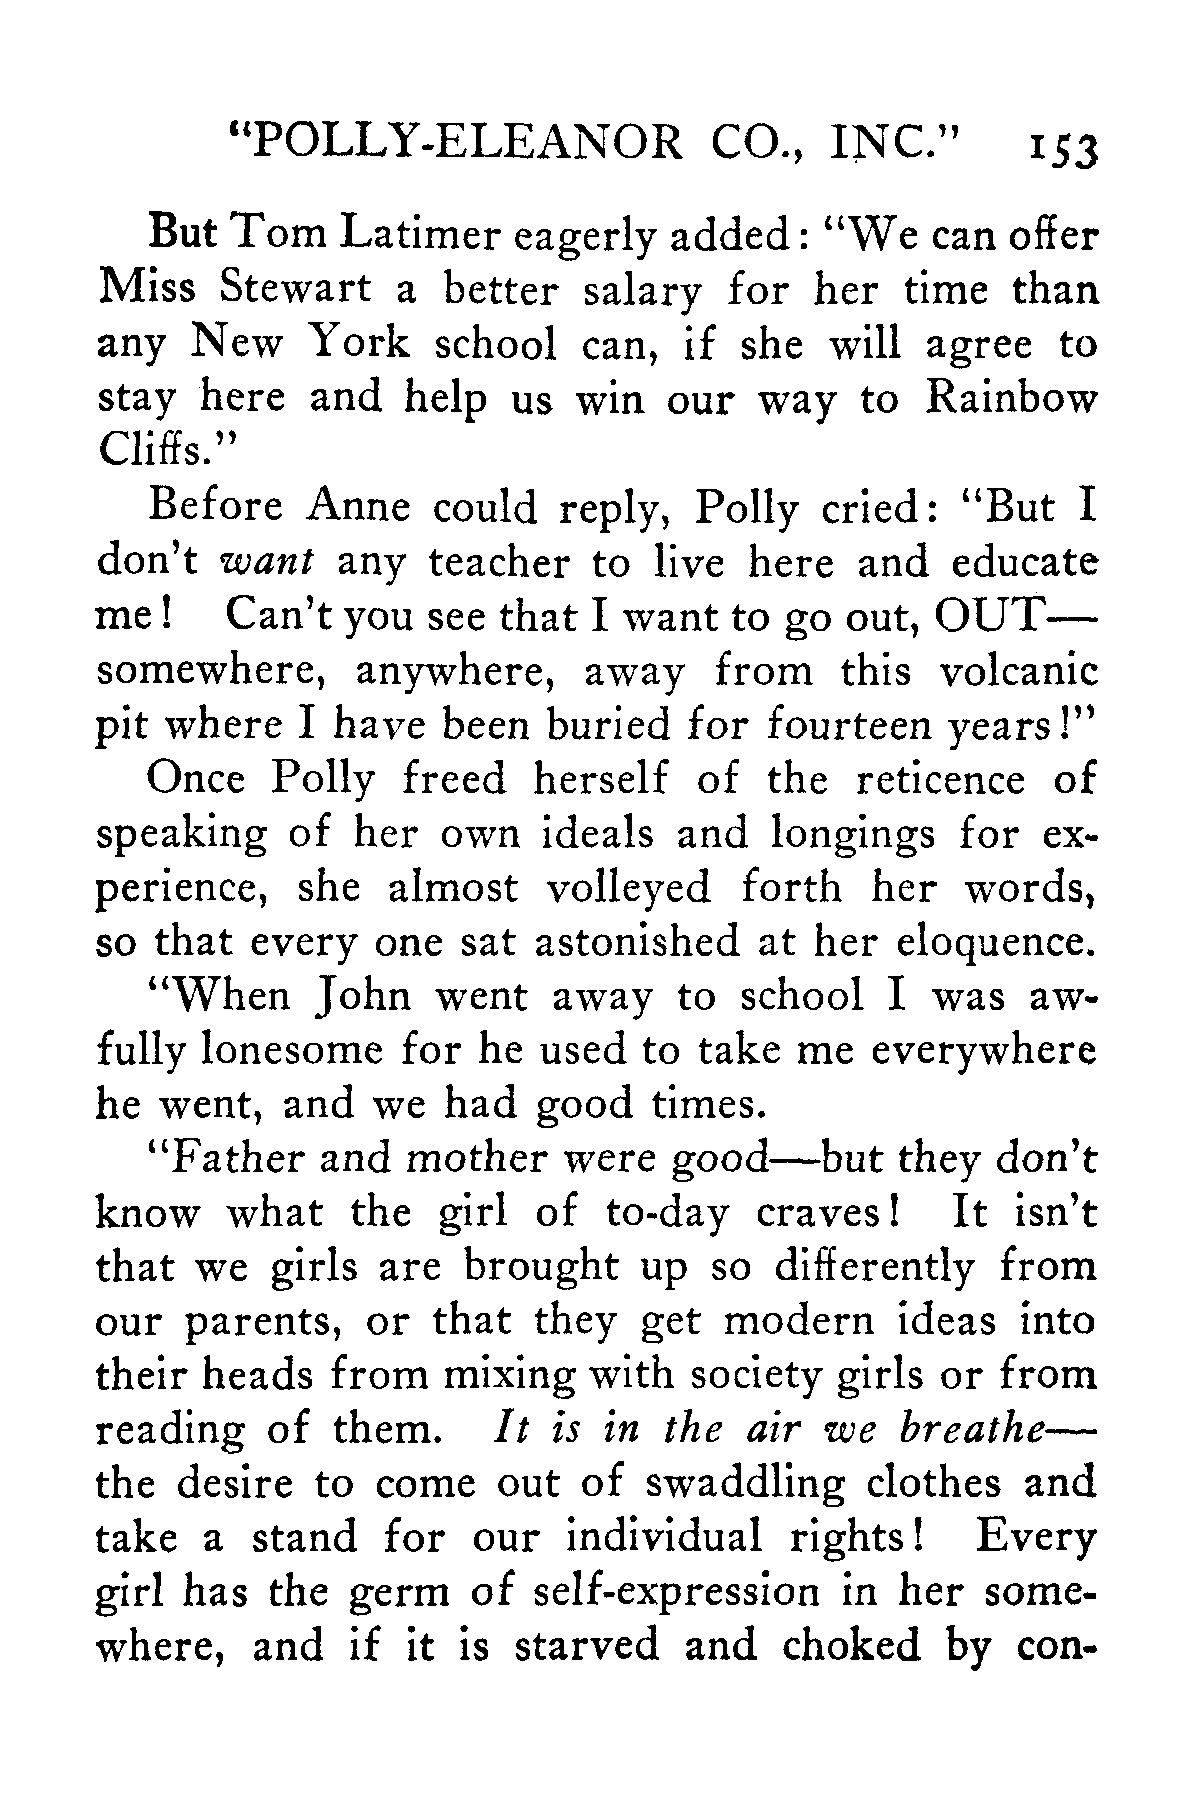 “POLLY-ELEANOR CO., INC.” 153
But Tom Latimer eagerly added: “We can offer
Miss Stewart a better salary for her time than
any New York school can, if she will agree to
stay here and help us win our way to Rainbow
Cliffs.”
Before Anne could reply, Polly cried: “But I
don’t want any teacher to live here and educate
me! Can’t you see that I want to go out, OUT—
somewhere, anywhere, away from this volcanic
pit where I have been buried for fourteen years!”
Once Polly freed herself of the reticence of
speaking of her own ideals and longings for ex-
perience, she almost volleyed forth her words,
so that every one sat astonished at her eloquence.
“When John went away to school I was aw-
fully lonesome for he used to take me everywhere
he went, and we had good times.
“Father and mother were good—but they don’t
know what the girl of to-day craves! It isn’t
that we girls are brought up so differently from
our parents, or that they get modern ideas into
their heads from mixing with society girls or from
reading of them. It is in the air we breathe—
the desire to come out of swaddling clothes and
take a stand for our individual rights! Every
girl has the germ of self-expression in her some-
where, and if it is starved and choked by con-